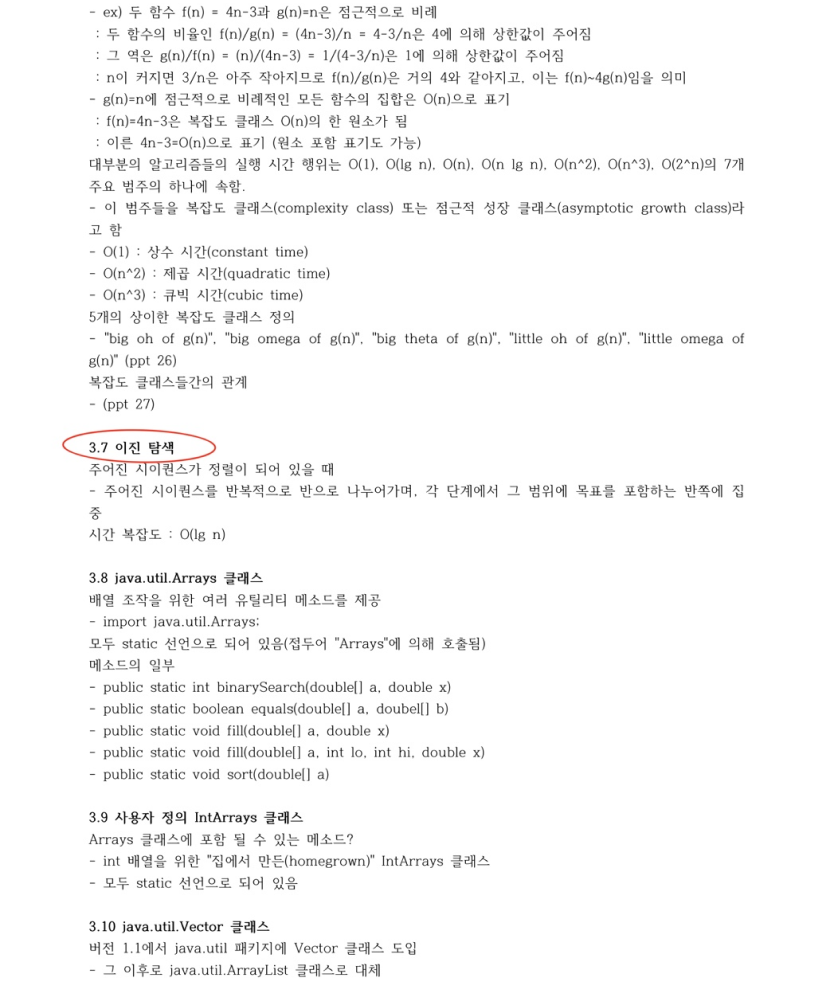 - ex) 두 함수 f(n) = 4n-3과 g(n)=n은 점근적으로 비례
: 두 함수의 비율인 f(n)/g(n) = (4n-3)/n = 4-3/n은 4에 의해 상한값이 주어짐
: 그 역은 g(n)/f(n) = (n)/(4n-3) = 1/(4-3/n)은 1에 의해 상한값이 주어짐
: n이 커지면 3/n은 아주 작아지므로 f(n)/g(n)은 거의 4와 같아지고, 이는 f(n)~4g(n)임을 의미
- g(n)=n에 점근적으로 비례적인 모든 함수의 집합은 O(n)으로 표기
: f(n)=4n-3은 복잡도 클래스 O(n)의 한 원소가 됨
: 이른 4n-3=O(n)으로 표기 (원소 포함 표기도 가능)
대부분의 알고리즘들의 실행 시간 행위는 O(1), O(lg n), O(n), O(n lg n), O(n^2), O(n^3), O(2^n)의 7개
주요 범주의 하나에 속함.
- 이 범주들을 복잡도 클래스(complexity class) 또는 점근적 성장 클래스(asymptotic growth class)라
고 함
- O(1) : 상수 시간(constant time)
- O(n^2) : 제곱 시간(quadratic time)
- O(n^3) : 큐빅 시간(cubic time)
5개의 상이한 복잡도 클래스 정의
- "big oh of g(n)", "big omega of g(n)", "big theta of g(n)", "little oh of g(n)", "little omega of
g(n)" (ppt 26)
복잡도 클래스들간의 관계
- (ppt 27)
3.7 이진 탐색
주어진 시이퀀스가 정렬이 되어 있을 때
- 주어진 시이퀀스를 반복적으로 반으로 나누어가며, 각 단계에서 그 범위에 목표를 포함하는 반쪽에 집
중
시간 복잡도 : O(lg n)
3.8 java.util.Arrays 클래스
배열 조작을 위한 여러 유틸리티 메소드를 제공
- import java.util.Arrays;
모두 static 선언으로 되어 있음(접두어 "Arrays"에 의해 호출됨)
메소드의 일부
- public static int binarySearch(double[] a, double x)
- public static boolean equals(double[] a, doubel[] b)
- public static void fill(double[] a, double x)
- public static void fill(double[] a, int lo, int hi, double x)
- public static void sort(double[] a)
3.9 사용자 정의 IntArrays 클래스
Arrays 클래스에 포함 될 수 있는 메소드?
- int 배열을 위한 "집에서 만든(homegrown)" IntArrays 클래스
- 모두 static 선언으로 되어 있음
3.10 java.util.Vector 클래스
버전 1.1에서 java.util 패키지에 Vector 클래스 도입
- 그 이후로 java.util.ArrayList 클래스로 대체